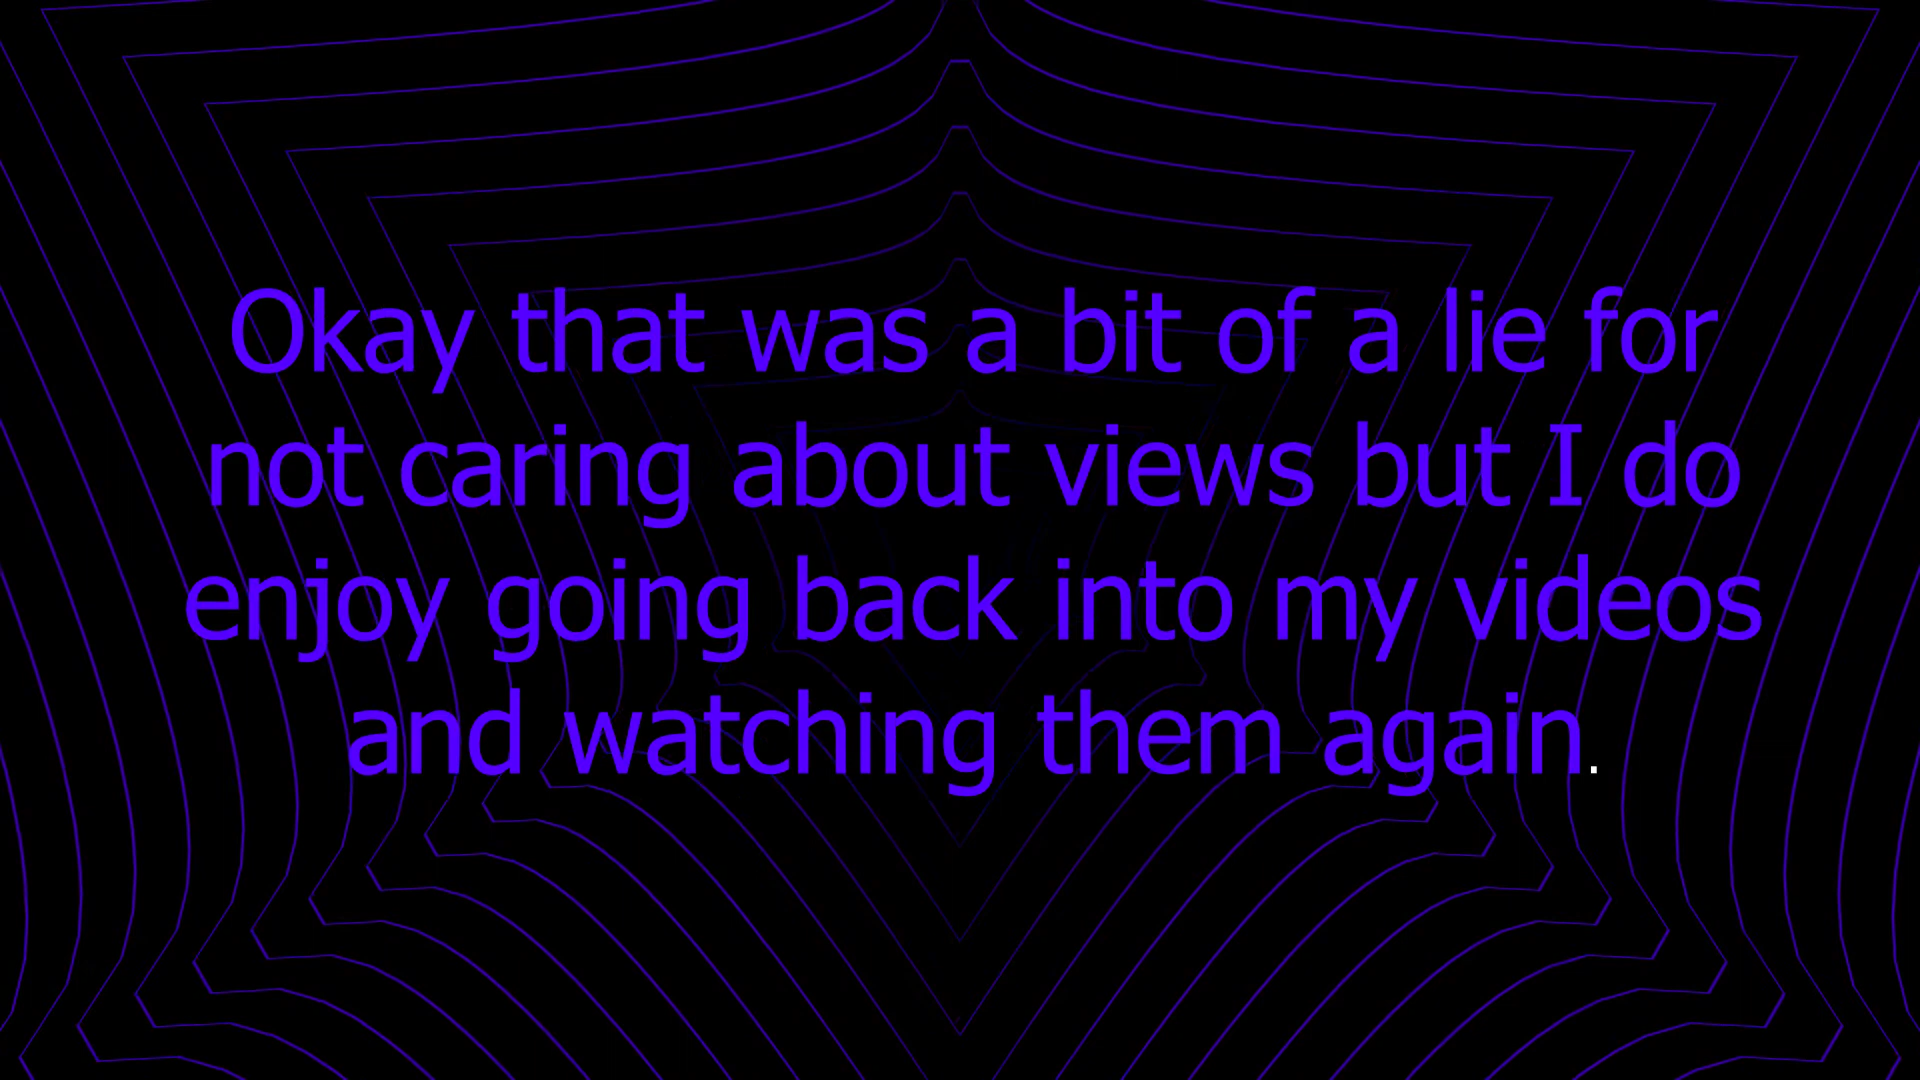 Okay that was a bit of a lie for
not caring about views but I do
enjoy going back into my videos
and watching them again.